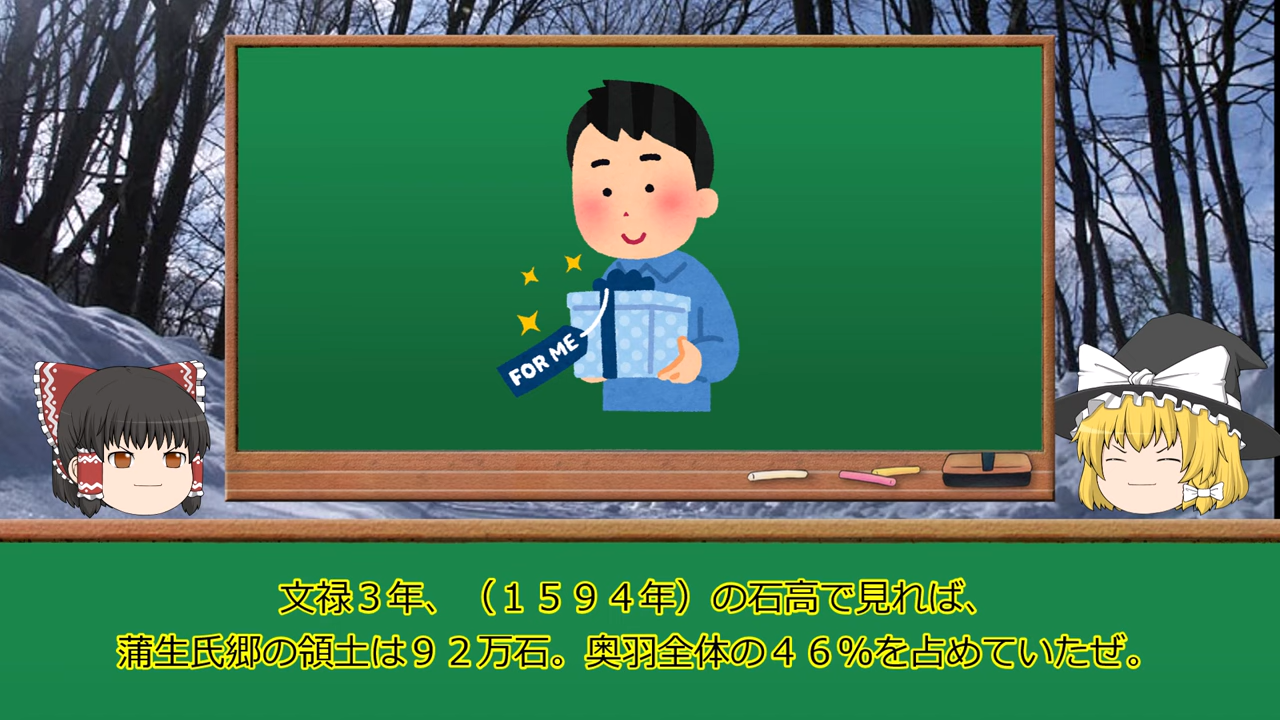 FOR ME
文禄３年、（１５９４年）の石高で見れば、
蒲生氏郷の領土は９２万石。奥羽全体の４６％を占めていたぜ。